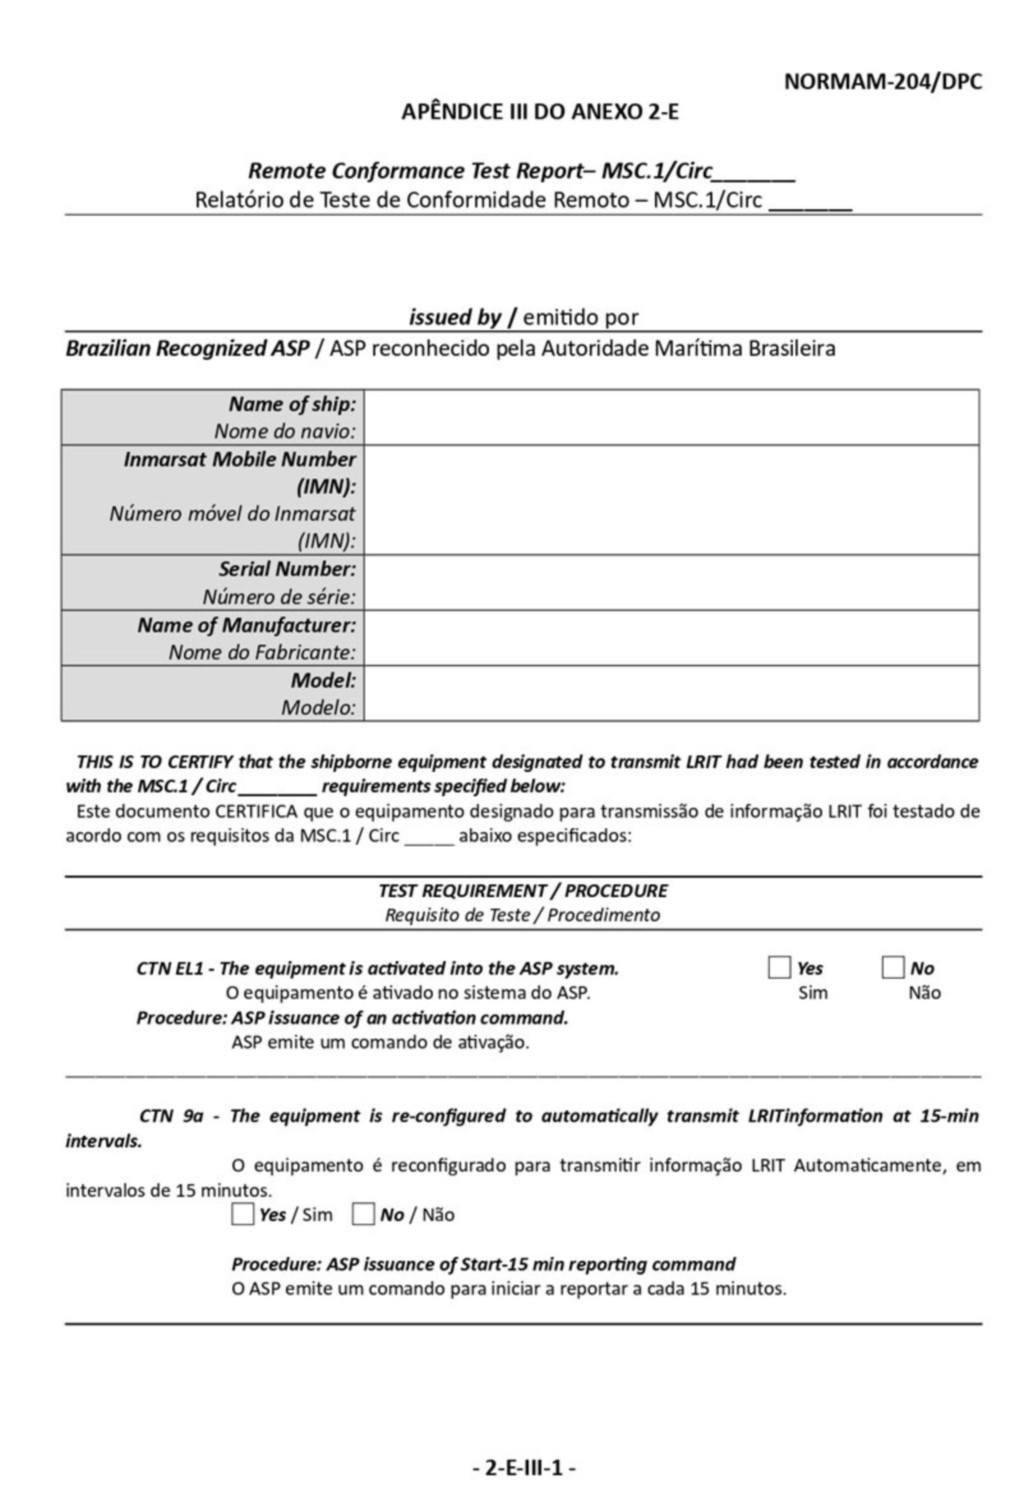 NORMAM-204/DPC
APÊNDICE III DO ANEXO 2-E
Remote Conformance Test Report– MSC.1/Circ_______
Relatório de Teste de Conformidade Remoto – MSC.1/Circ _______
issued by / emitido por
Brazilian Recognized ASP / ASP reconhecido pela Autoridade Marítima Brasileira
Name of ship:
Nome do navio:
Inmarsat Mobile Number
(IMN):
Número móvel do Inmarsat
(IMN):
Serial Number:
Número de série:
Name of Manufacturer:
Nome do Fabricante:
Model:
Modelo:
THIS IS TO CERTIFY that the shipborne equipment designated to transmit LRIT had been tested in accordance
with the MSC.1 / Circ ________ requirements specified below:
Este documento CERTIFICA que o equipamento designado para transmissão de informação LRIT foi testado de
acordo com os requisitos da MSC.1 / Circ _____ abaixo especificados:
TEST REQUIREMENT / PROCEDURE
Requisito de Teste / Procedimento
CTN EL1 - The equipment is activated into the ASP system. Yes No
O equipamento é ativado no sistema do ASP. Sim Não
Procedure: ASP issuance of an activation command.
ASP emite um comando de ativação.
CTN 9a - The equipment is re-configured to automatically transmit LRITinformation at 15-min
intervals.
O equipamento é reconfigurado para transmitir informação LRIT Automaticamente, em
intervalos de 15 minutos.
Yes / Sim No / Não
Procedure: ASP issuance of Start-15 min reporting command
O ASP emite um comando para iniciar a reportar a cada 15 minutos.
- 2-E-III-1 -